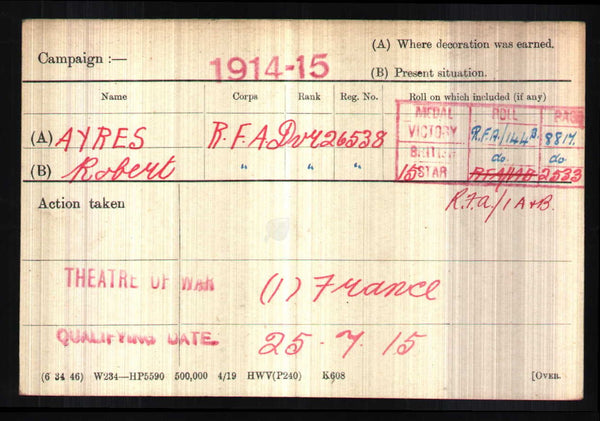 (A) Where decoration was earned.
Campaign :— 1914-15
(B) Present situation.
Name Corps Rank Reg. No. Roll on which included (if any)
MEDAL ROLL PAGE
(A) AYRES R.F.A. Dvr 26538 VICTORY R.F.A/144B 8817.
BRITISH do do
(B) Robert " " " 15 STAR R.F.A/1AB 2533
Action taken R.F.A./1 A+B.
THEATRE OF WAR (1) France
QUALIFYING DATE. 25.7.15
(6 34 46) W234—HP5590 500,000 4/19 HWV(P240) K608 [OVER.